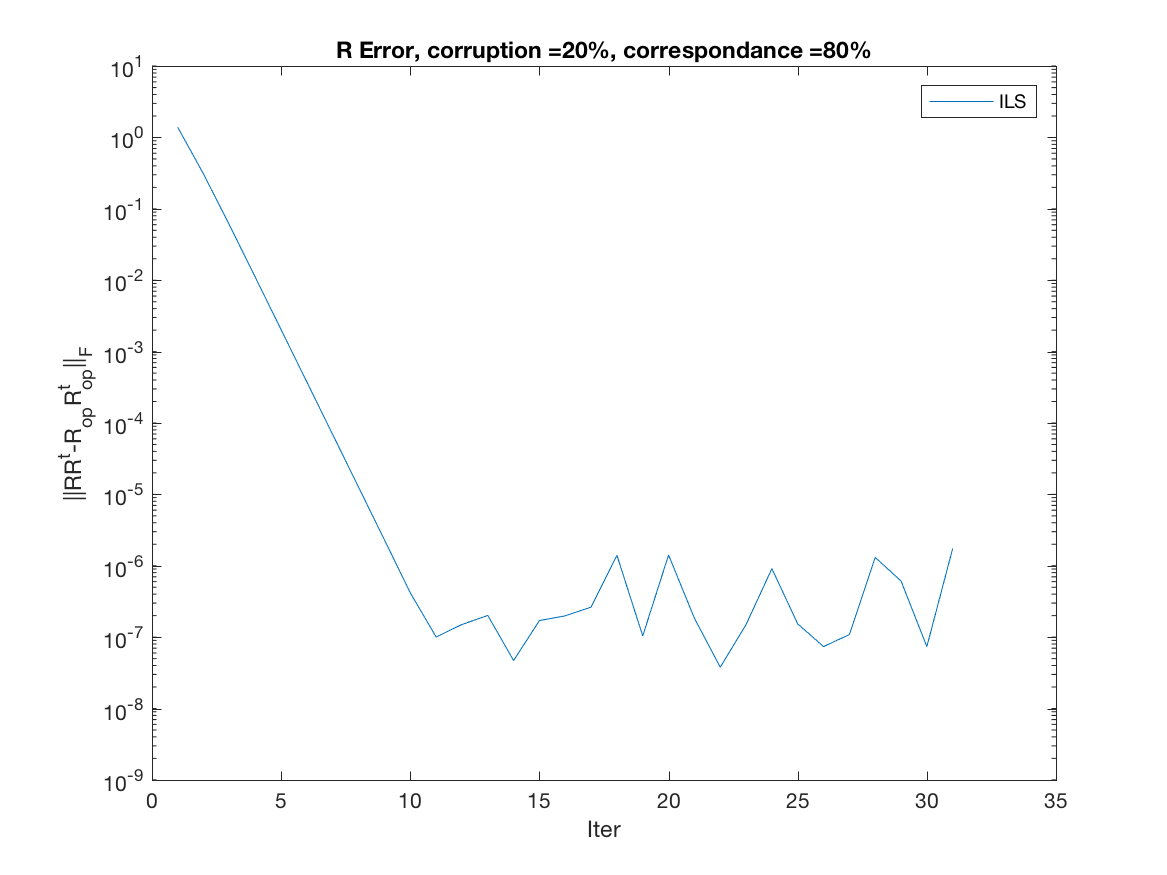 R Error, corruption =20%, correspondance =80%
ILS
10^1
10^0
10^-1
10^-2
10^-3
10^-4
10^-5
10^-6
10^-7
10^-8
10^-9
||RR^t-R_op R^t_op||_F
0 5 10 15 20 25 30 35
Iter